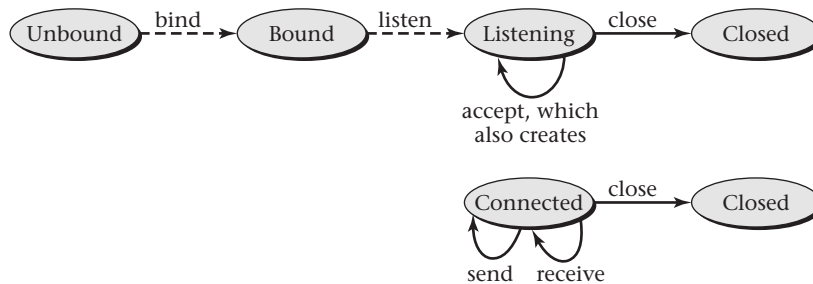 Unbound bind Bound listen Listening close Closed
accept, which
also creates
Connected close Closed
send receive